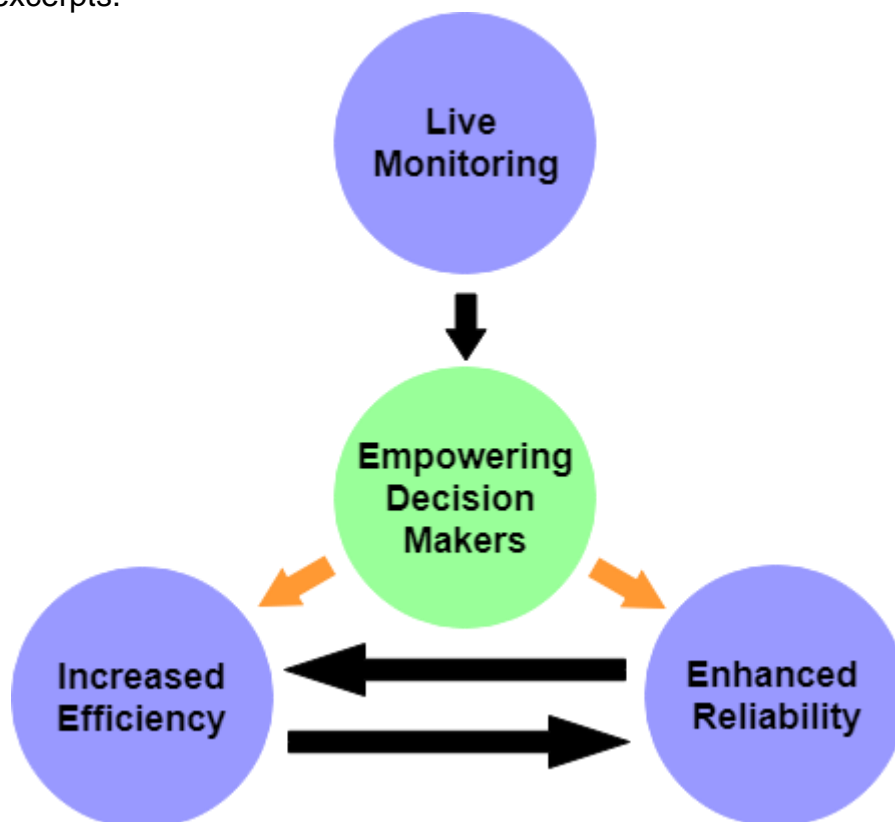 excerpts.
Live
Monitoring
Empowering
Decision
Makers
Increased
Efficiency
Enhanced
Reliability